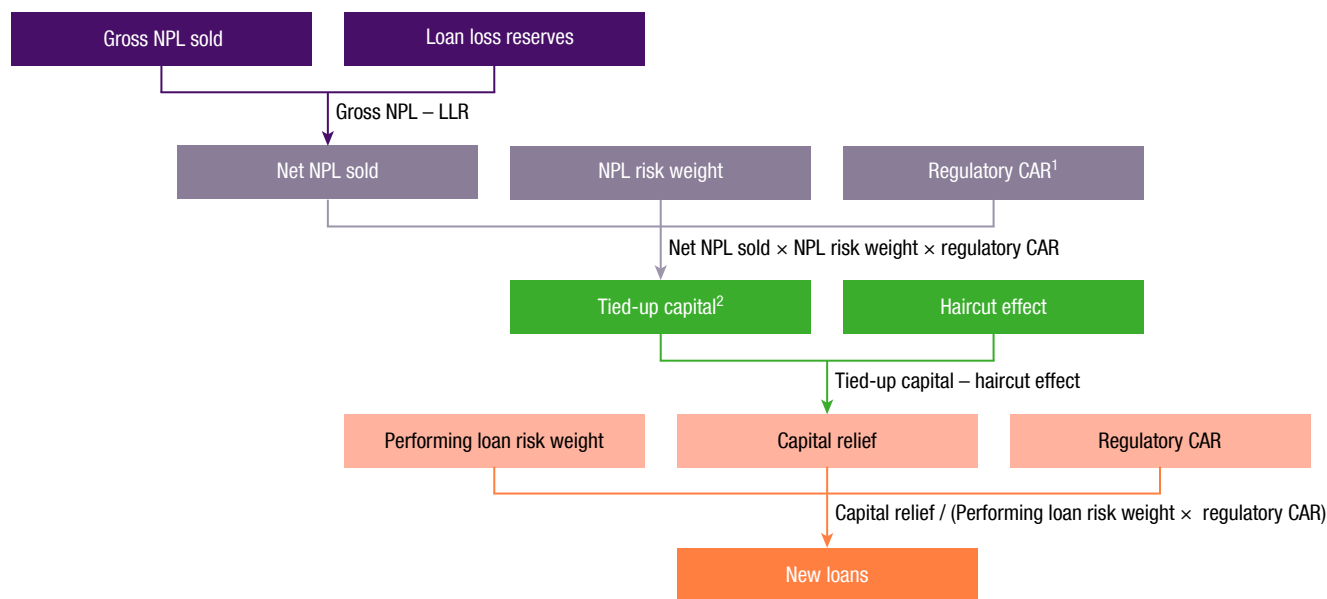 Gross NPL sold
Loan loss reserves
Gross NPL – LLR
Net NPL sold
NPL risk weight
Regulatory CAR¹
Net NPL sold × NPL risk weight × regulatory CAR
Tied-up capital²
Haircut effect
Tied-up capital – haircut effect
Performing loan risk weight
Capital relief
Regulatory CAR
Capital relief / (Performing loan risk weight × regulatory CAR)
New loans